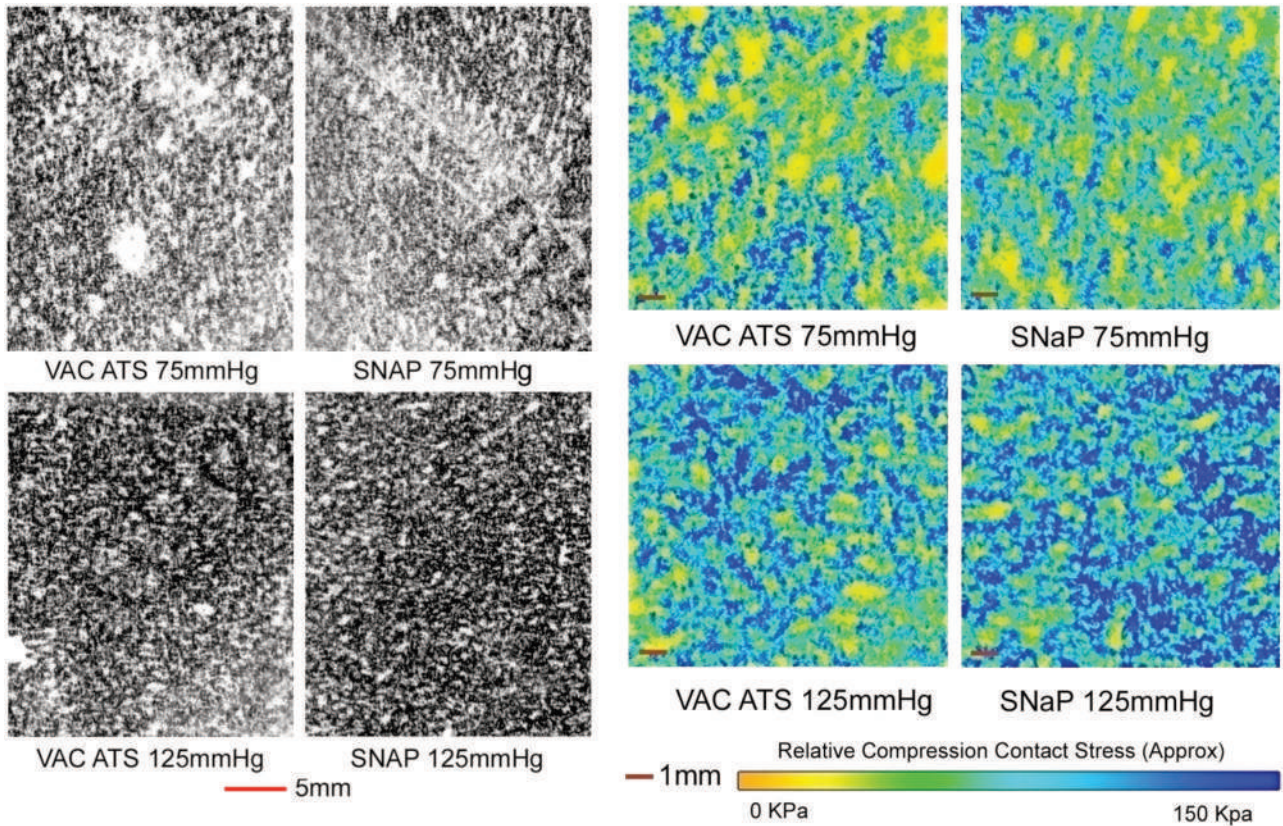 VAC ATS 75mmHg
SNAP 75mmHg
VAC ATS 125mmHg
SNAP 125mmHg
5mm
VAC ATS 75mmHg
SNaP 75mmHg
VAC ATS 125mmHg
SNaP 125mmHg
Relative Compression Contact Stress (Approx)
1mm
0 KPa
150 Kpa